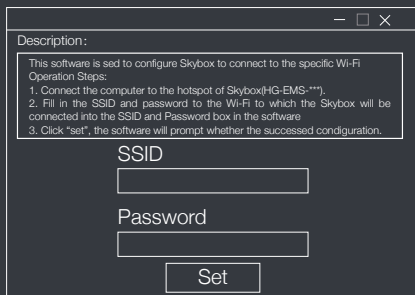 Description:
This software is sed to configure Skybox to connect to the specific Wi-Fi
Operation Steps:
1. Connect the computer to the hotspot of Skybox(HG-EMS-***).
2. Fill in the SSID and password to the Wi-Fi to which the Skybox will be
connected into the SSID and Password box in the software
3. Click “set”, the software will prompt whether the successed condiguration.
SSID
Password
Set